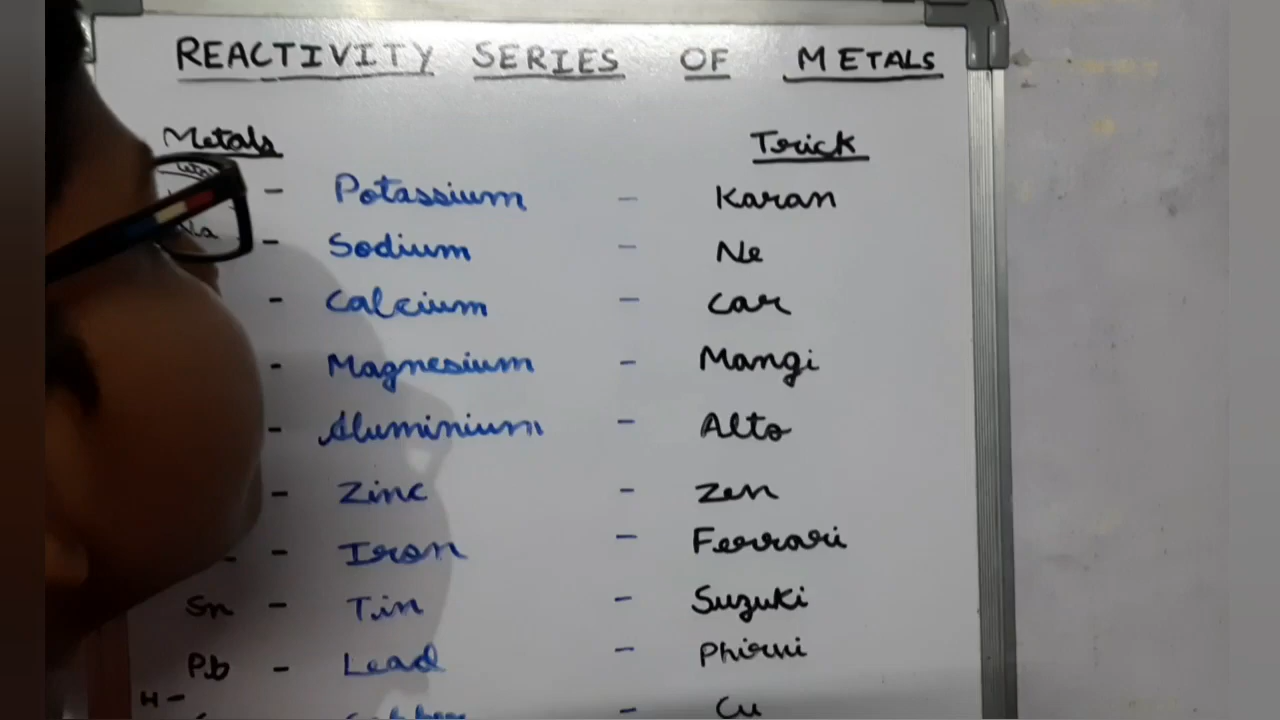 REACTIVITY SERIES OF METALS
Metals Trick
- Potassium - Karan
Na - Sodium - Ne
- Calcium - Car
- Magnesium - Mangi
- Aluminium - Alto
- Zinc - Zen
- Iron - Ferrari
Sn - Tin - Suzuki
Pb - Lead - Phirni
H -
- Cu